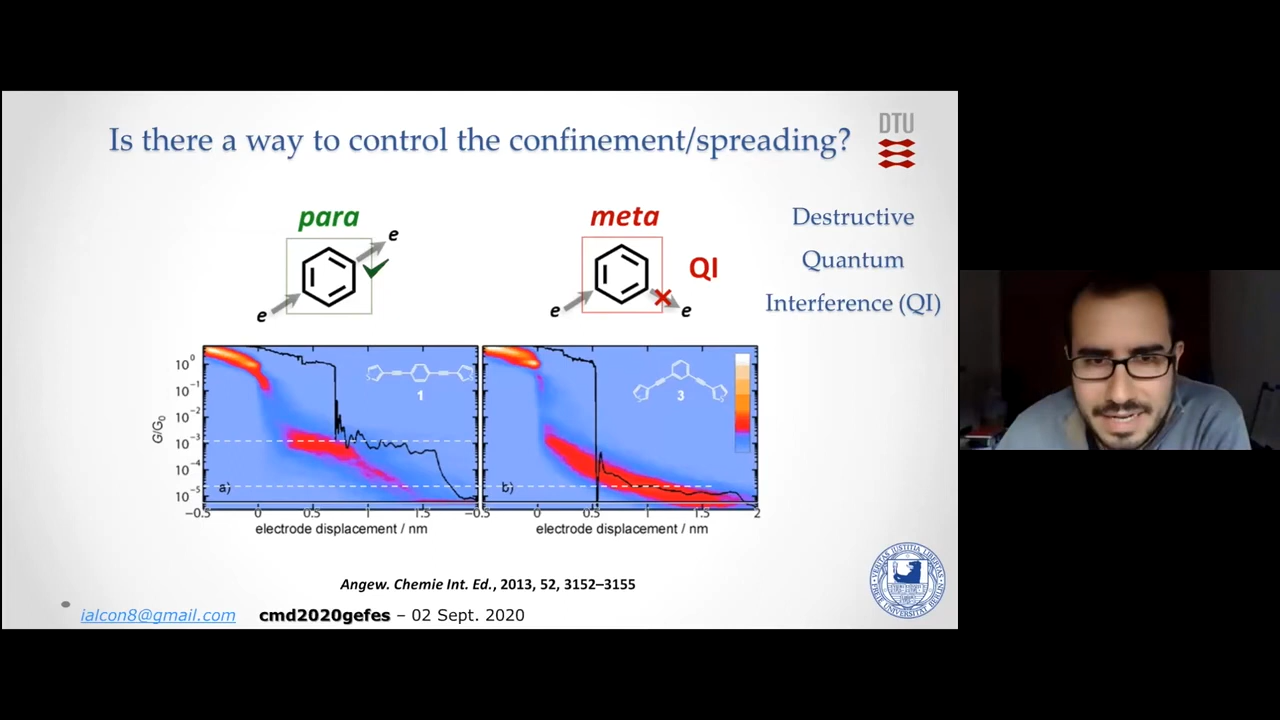 Is there a way to control the confinement/spreading?
DTU
para
meta
Destructive
Quantum
Interference (QI)
e
e
QI
e
e
10⁰
10⁻¹
10⁻²
10⁻³
10⁻⁴
10⁻⁵
G/G₀
1
3
a)
b)
-0.5
0
0.5
1
1.5
-0.5
0
0.5
1
1.5
2
electrode displacement / nm
electrode displacement / nm
Angew. Chemie Int. Ed., 2013, 52, 3152–3155
ialcon8@gmail.com cmd2020gefes – 02 Sept. 2020